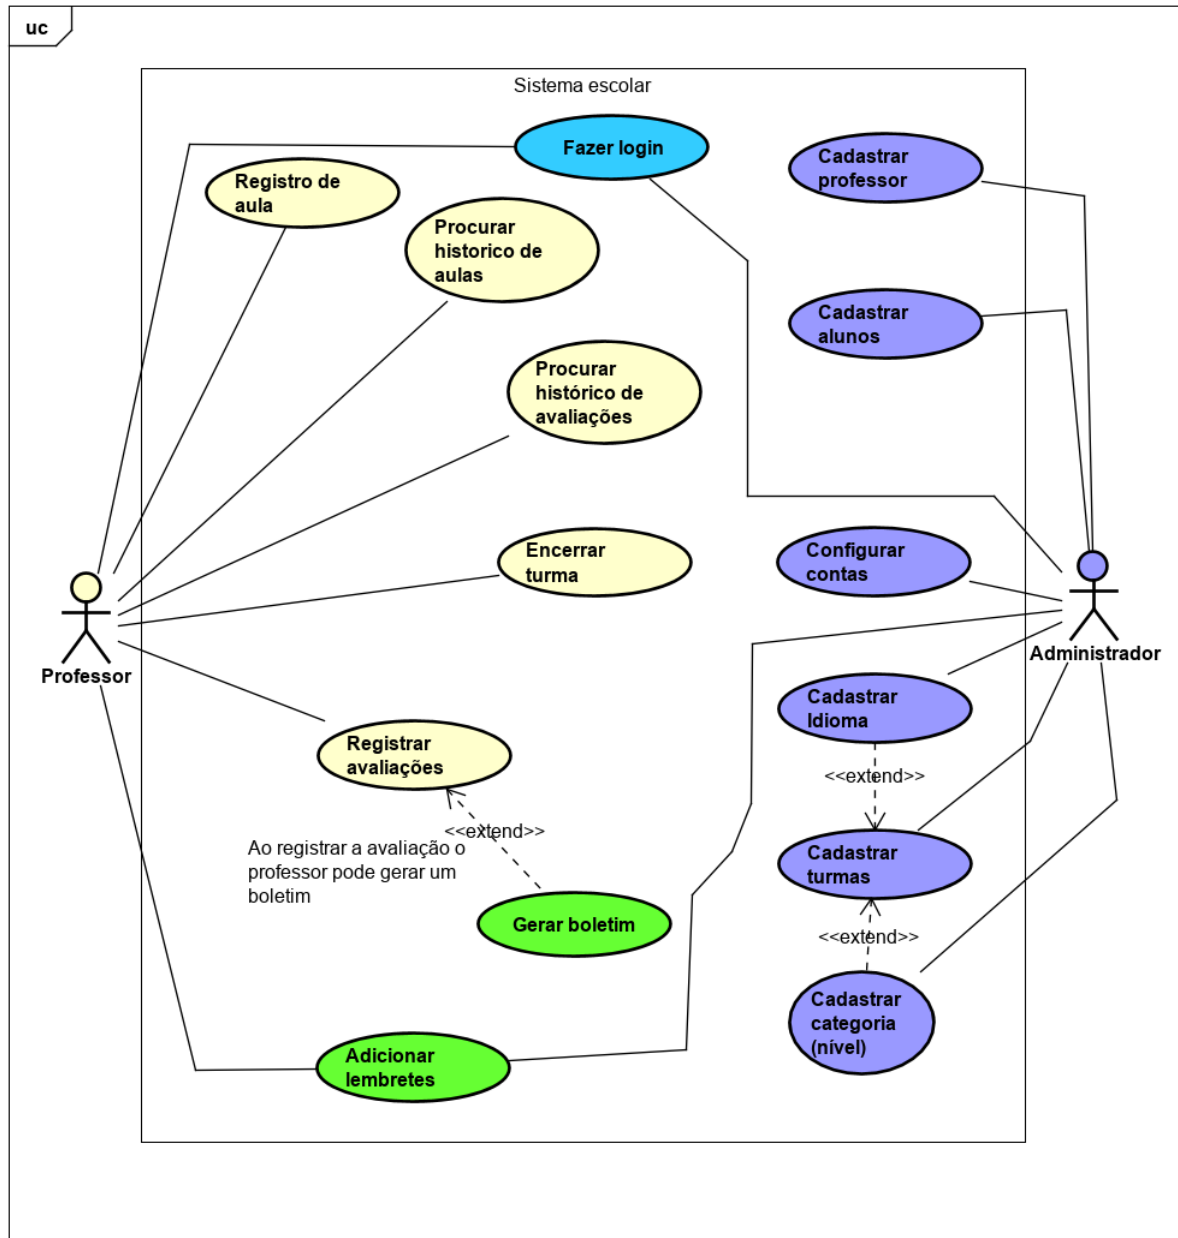 uc
Sistema escolar
Fazer login
Cadastrar
professor
Registro de
aula
Procurar
historico de
aulas
Cadastrar
alunos
Procurar
histórico de
avaliações
Encerrar
turma
Configurar
contas
Professor
Administrador
Cadastrar
Idioma
Registrar
avaliações
<<extend>>
<<extend>>
Ao registrar a avaliação o
professor pode gerar um
boletim
Cadastrar
turmas
Gerar boletim
<<extend>>
Cadastrar
categoria
(nível)
Adicionar
lembretes